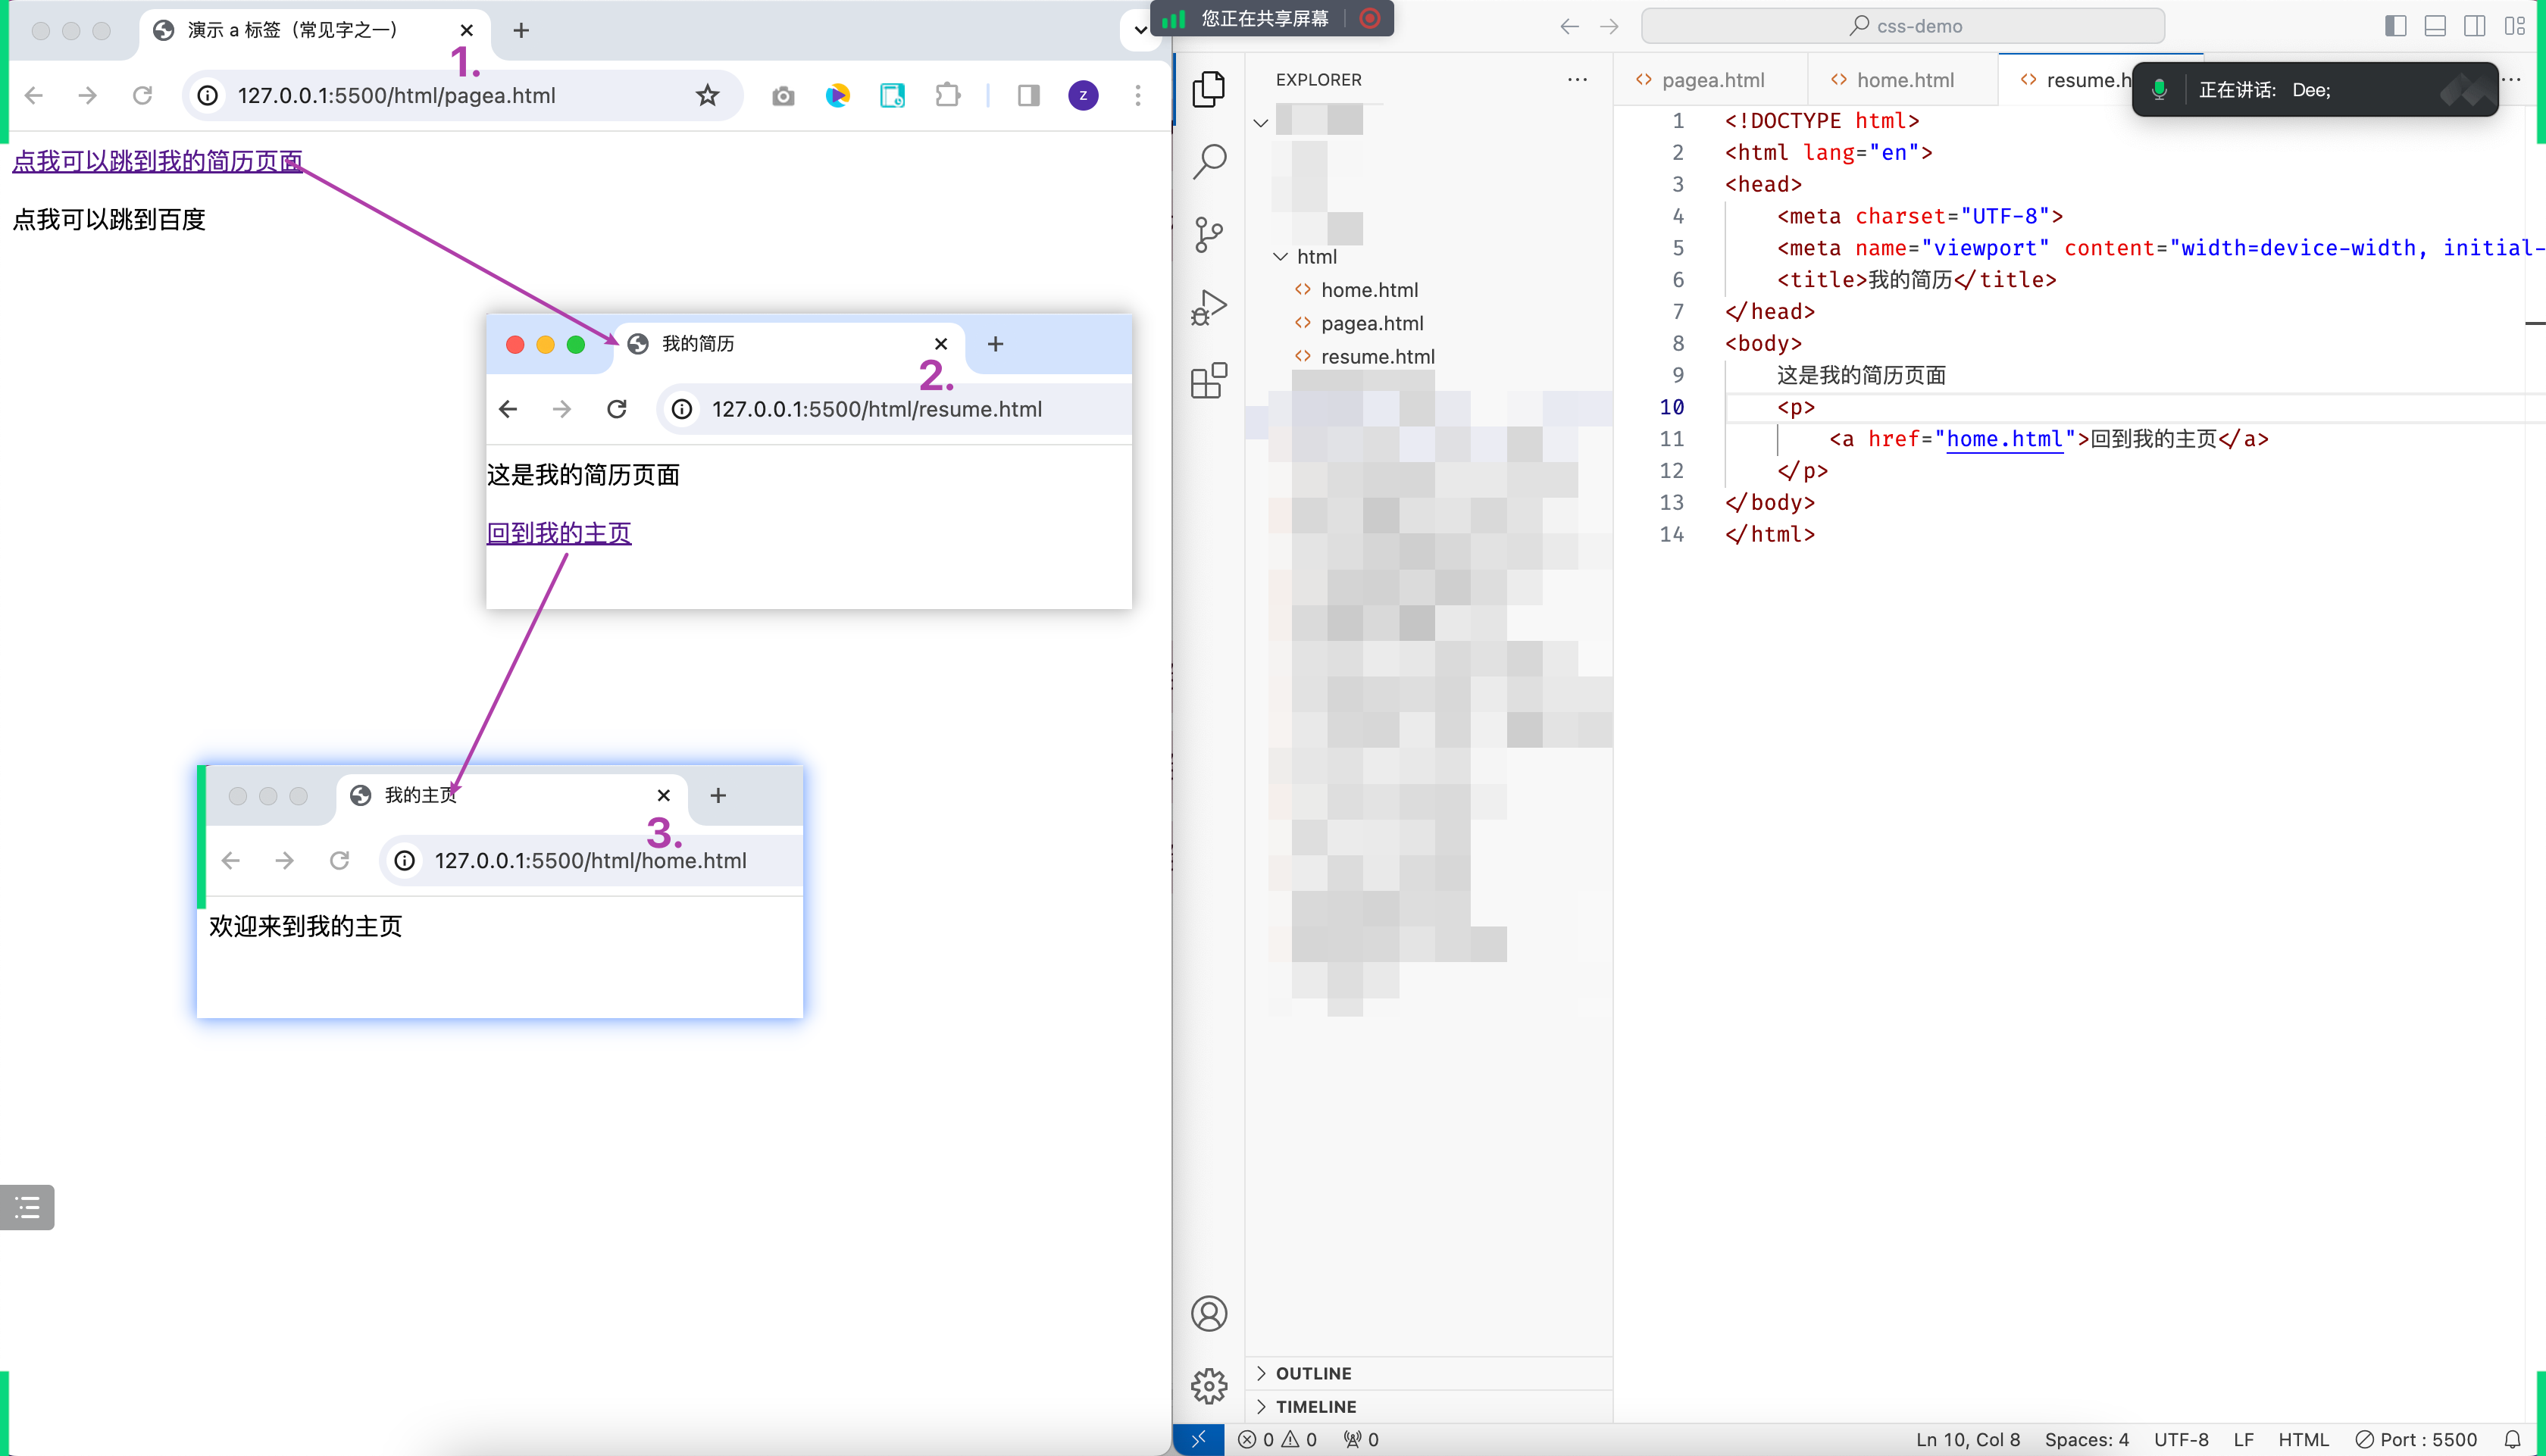 演示 a 标签（常见字之一）
1.
127.0.0.1:5500/html/pagea.html
z
点我可以跳到我的简历页面
点我可以跳到百度
我的简历
2.
127.0.0.1:5500/html/resume.html
这是我的简历页面
回到我的主页
我的主页
3.
127.0.0.1:5500/html/home.html
欢迎来到我的主页
您正在共享屏幕
css-demo
正在讲话: Dee;
EXPLORER
html
home.html
pagea.html
resume.html
OUTLINE
TIMELINE
pagea.html
home.html
resume.h
1 <!DOCTYPE html>
2 <html lang="en">
3 <head>
4 <meta charset="UTF-8">
5 <meta name="viewport" content="width=device-width, initial-
6 <title>我的简历</title>
7 </head>
8 <body>
9 这是我的简历页面
10 <p>
11 <a href="home.html">回到我的主页</a>
12 </p>
13 </body>
14 </html>
0 0 0
Ln 10, Col 8 Spaces: 4 UTF-8 LF HTML Port : 5500